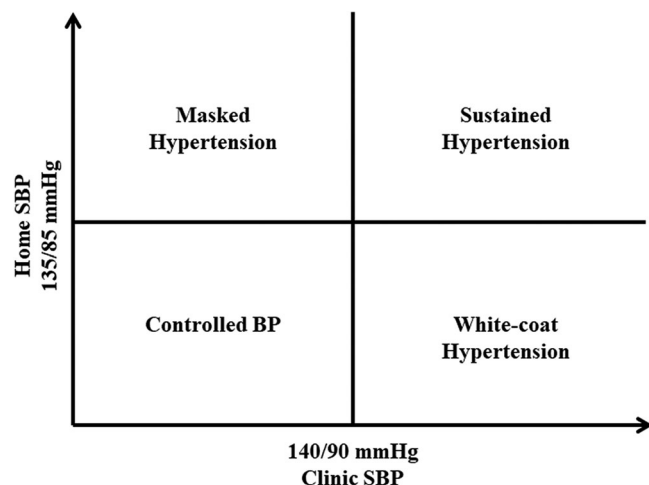 Masked
Hypertension
Sustained
Hypertension
Home SBP
135/85 mmHg
Controlled BP
White-coat
Hypertension
140/90 mmHg
Clinic SBP